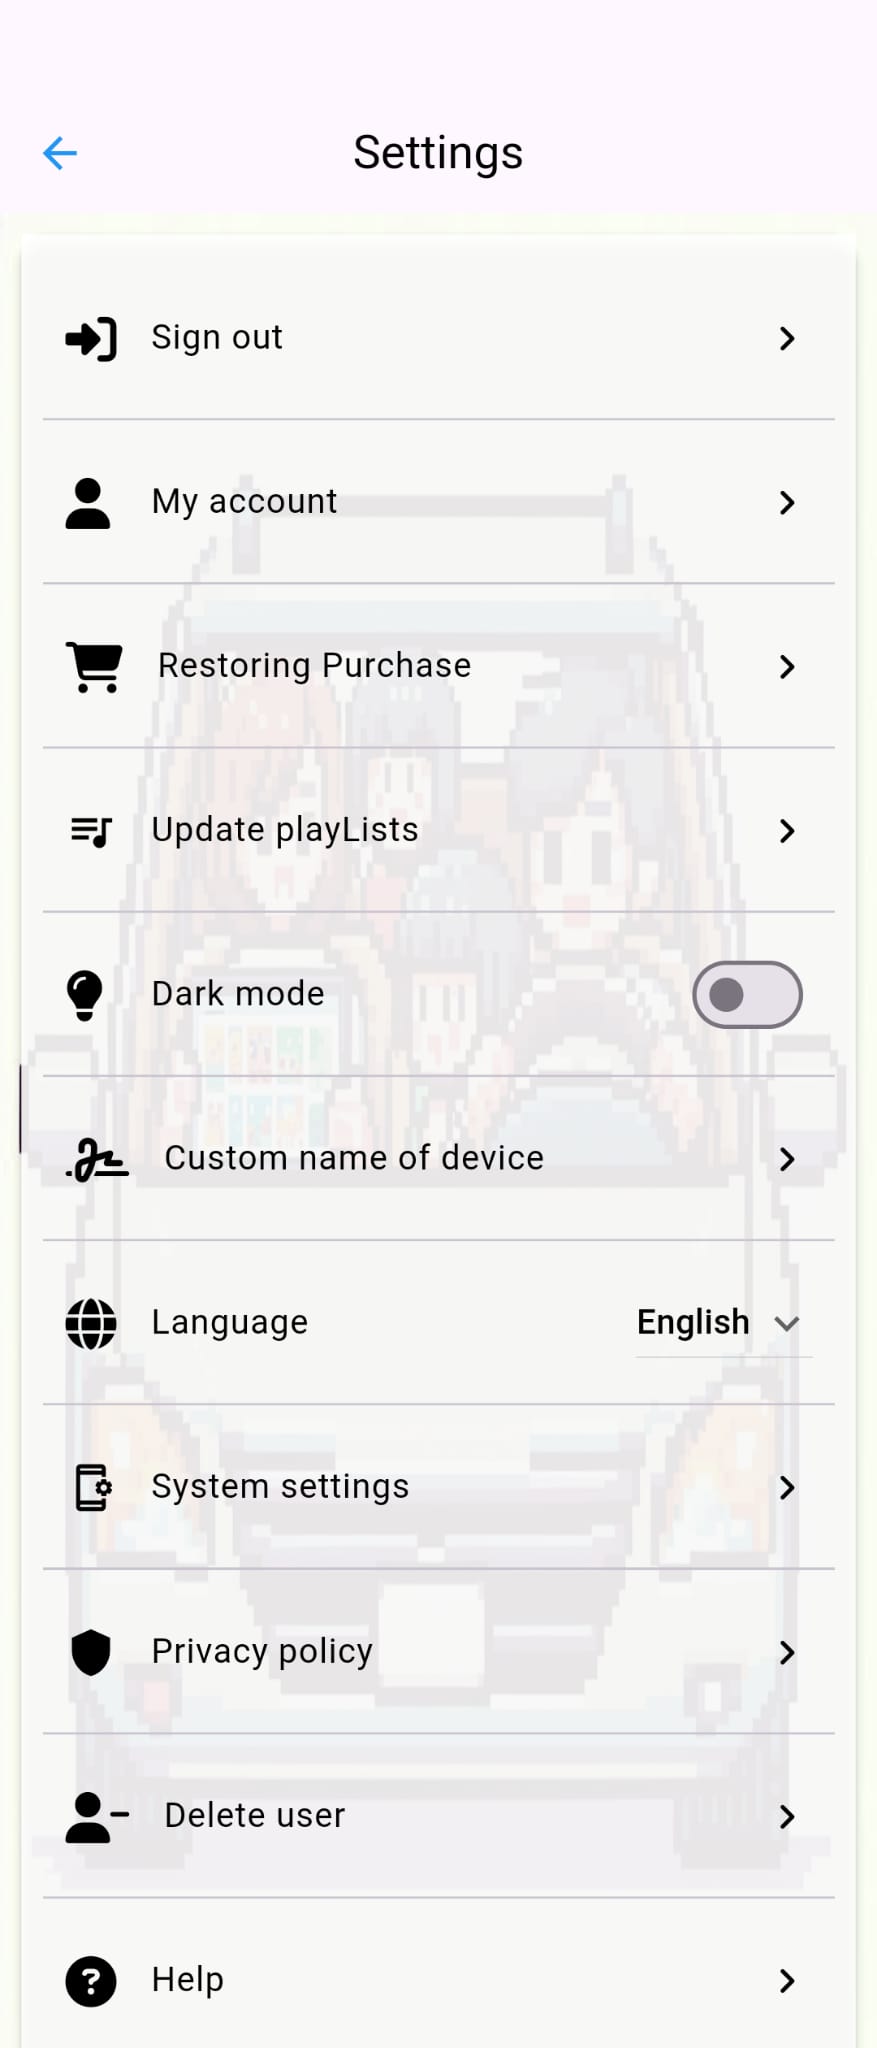 Settings
Sign out
My account
Restoring Purchase
Update playLists
Dark mode
Custom name of device
Language English
System settings
Privacy policy
Delete user
Help